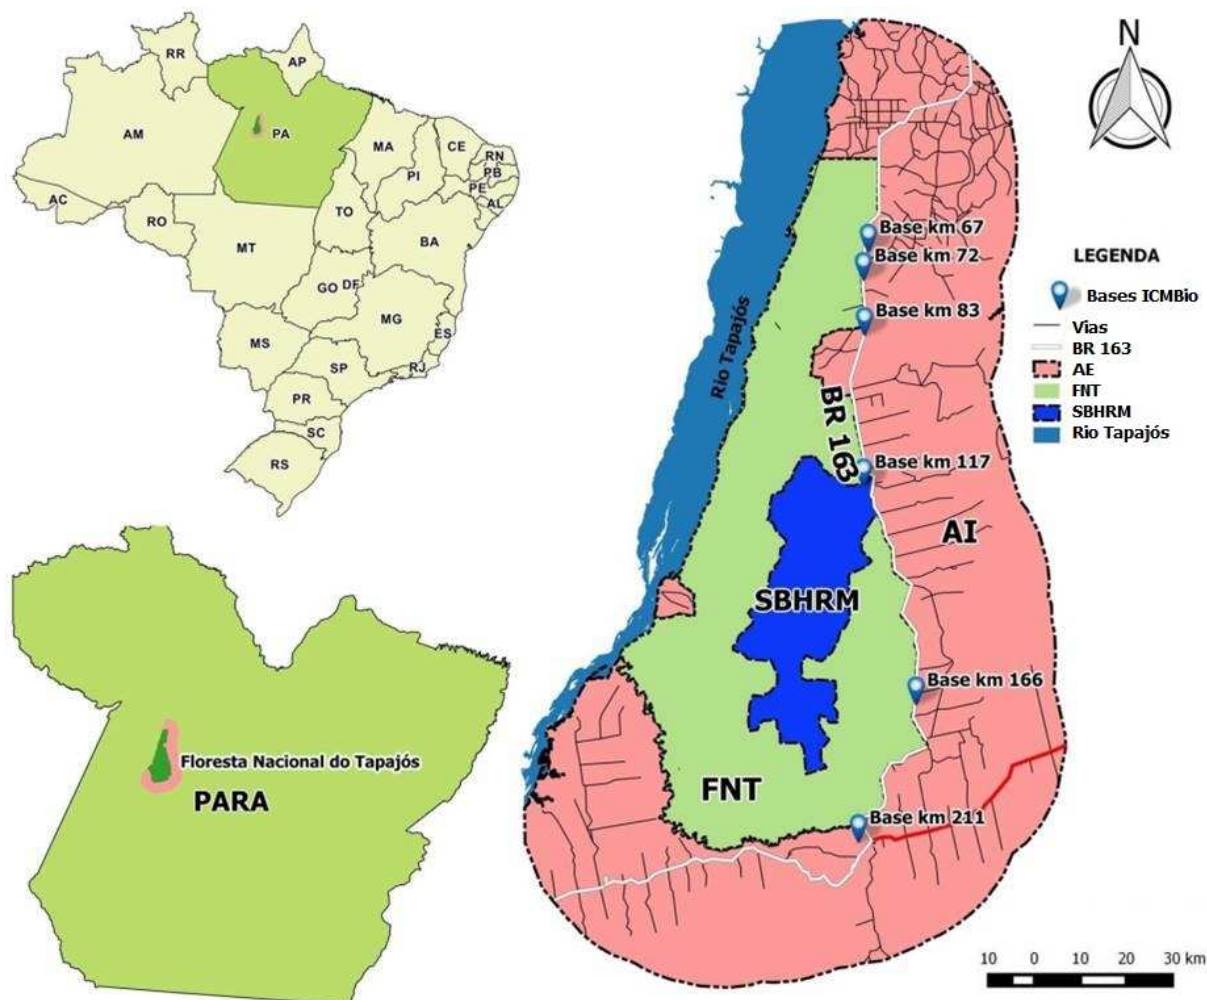 RR
AP
AM
PA
MA
CE
RN
PB
PI
PE
AL
AC
RO
TO
BA
MT
GO
DF
MG
ES
MS
SP
RJ
PR
SC
RS
Floresta Nacional do Tapajós
PARA
Rio Tapajós
Base km 67
Base km 72
Base km 83
BR 163
Base km 117
AI
SBHRM
Base km 166
FNT
Base km 211
N
LEGENDA
Bases ICMBio
Vias
BR 163
AE
FNT
SBHRM
Rio Tapajós
10 0 10 20 30 km